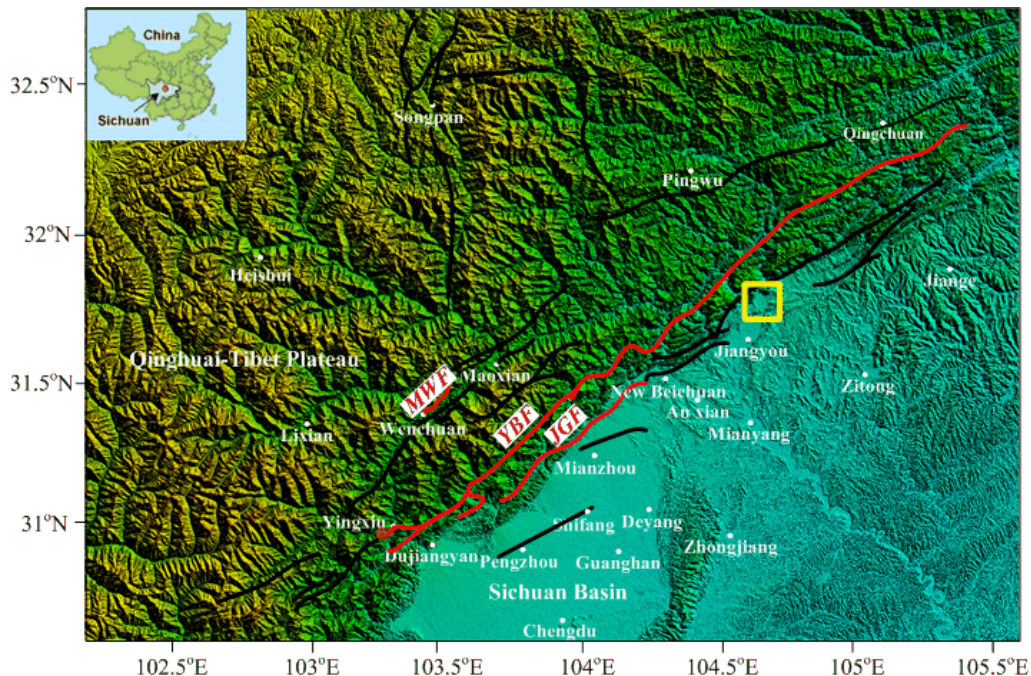 China
Sichuan
32.5°N
Songpan
Qingchuan
Pingwu
32°N
Heishui
Jiange
Jiangyou
Qinghuai-Tibet Plateau
Maoxian
MWF
31.5°N
New Beichuan
Zitong
An xian
YBF
JGF
Lixian
Wenchuan
Mianyang
Mianzhou
31°N
Yingxiu
Shifang
Deyang
Dujiangyan
Pengzhou
Guanghan
Zhongjiang
Sichuan Basin
Chengdu
102.5°E
103°E
103.5°E
104°E
104.5°E
105°E
105.5°E